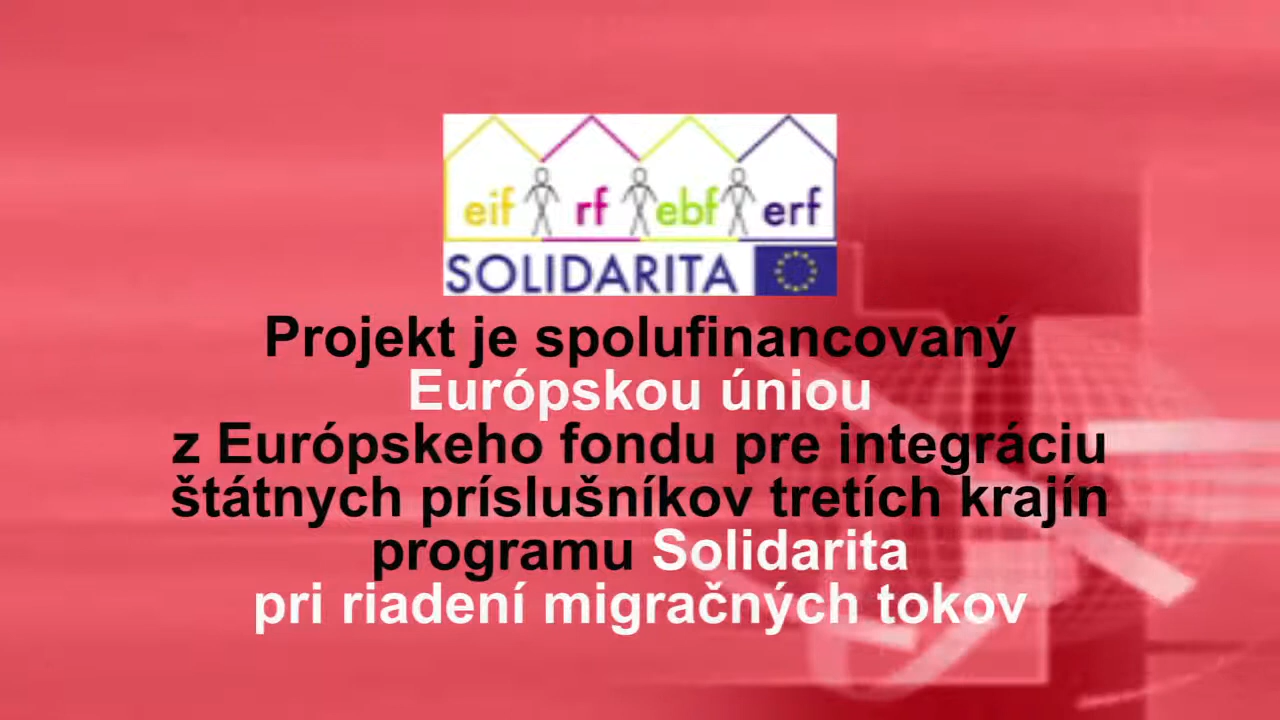 eif rf ebf erf
SOLIDARITA
Projekt je spolufinancovaný
Európskou úniou
z Európskeho fondu pre integráciu
štátnych príslušníkov tretích krajín
programu Solidarita
pri riadení migračných tokov